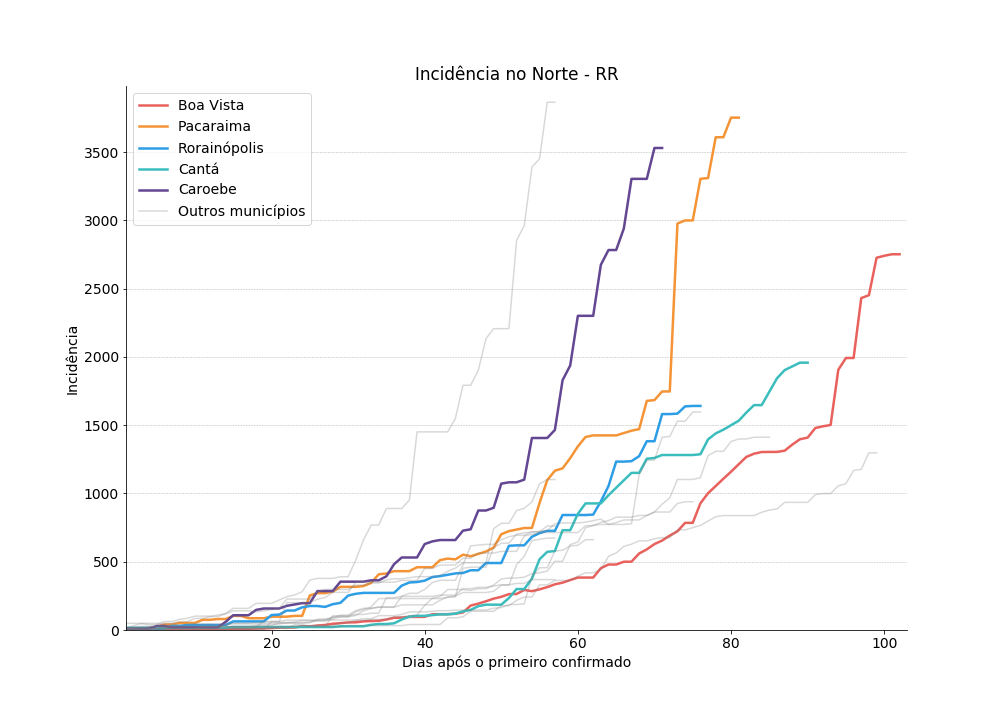 Incidência no Norte - RR
Boa Vista
Pacaraima
Rorainópolis
Cantá
Caroebe
Outros municípios
3500
3000
2500
2000
1500
1000
500
0
Incidência
20
40
60
80
100
Dias após o primeiro confirmado